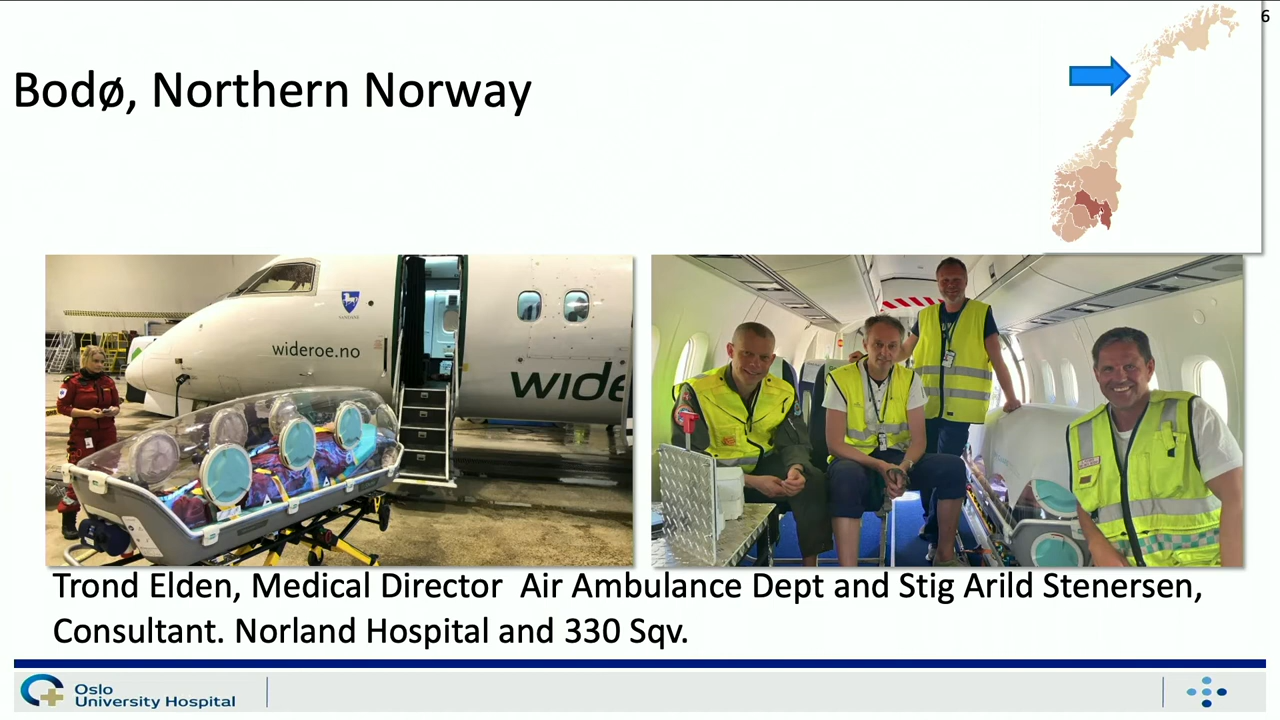 6
Bodø, Northern Norway
wideroe.no
wide
Trond Elden, Medical Director  Air Ambulance Dept and Stig Arild Stenersen,
Consultant. Norland Hospital and 330 Sqv.
Oslo
University Hospital